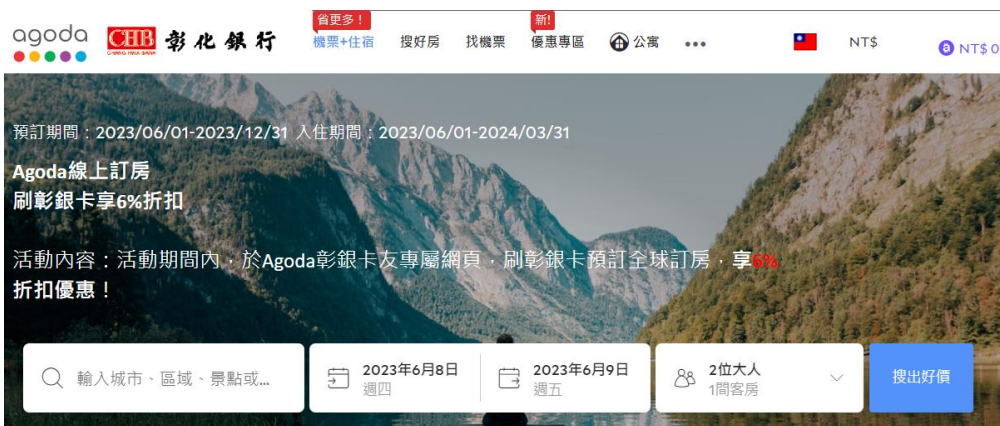 省更多！
新!
agoda
CHB
彰化銀行
機票+住宿 搜好房 找機票 優惠專區 公寓 •••
NT$
a NT$ 0
預訂期間：2023/06/01-2023/12/31 入住期間：2023/06/01-2024/03/31
Agoda線上訂房
刷彰銀卡享6%折扣
活動內容：活動期間內，於Agoda彰銀卡友專屬網頁，刷彰銀卡預訂全球訂房，享6%
折扣優惠！
輸入城市、區域、景點或...
2023年6月8日
週四
2023年6月9日
週五
2位大人
1間客房
搜出好價